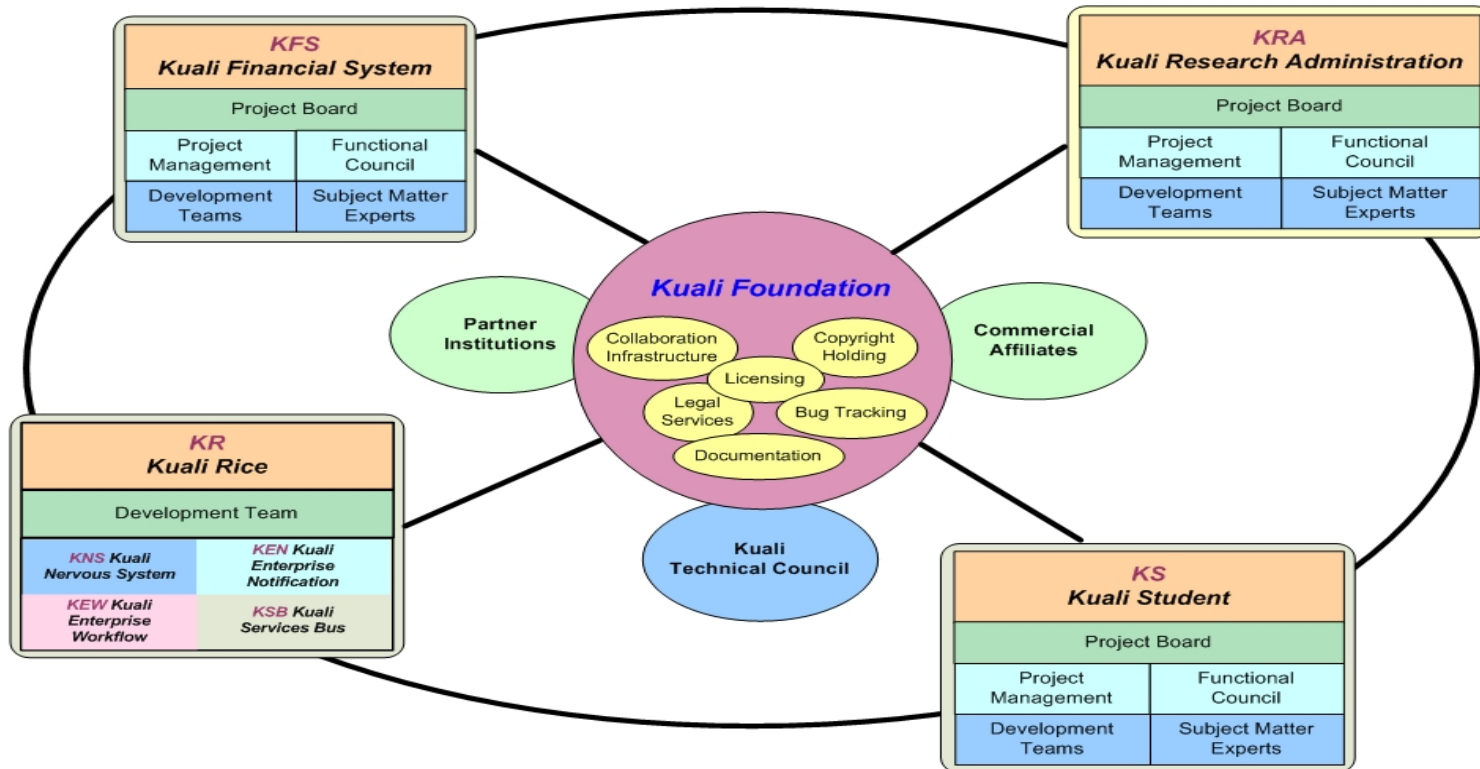 KFS
Kuali Financial System
Project Board
Project
Management
Functional
Council
Development
Teams
Subject Matter
Experts
KRA
Kuali Research Administration
Project Board
Project
Management
Functional
Council
Development
Teams
Subject Matter
Experts
Kuali Foundation
Collaboration
Infrastructure
Copyright
Holding
Licensing
Legal
Services
Bug Tracking
Documentation
Partner
Institutions
Commercial
Affiliates
Kuali
Technical Council
KR
Kuali Rice
Development Team
KNS Kuali
Nervous System
KEN Kuali
Enterprise
Notification
KEW Kuali
Enterprise
Workflow
KSB Kuali
Services Bus
KS
Kuali Student
Project Board
Project
Management
Functional
Council
Development
Teams
Subject Matter
Experts